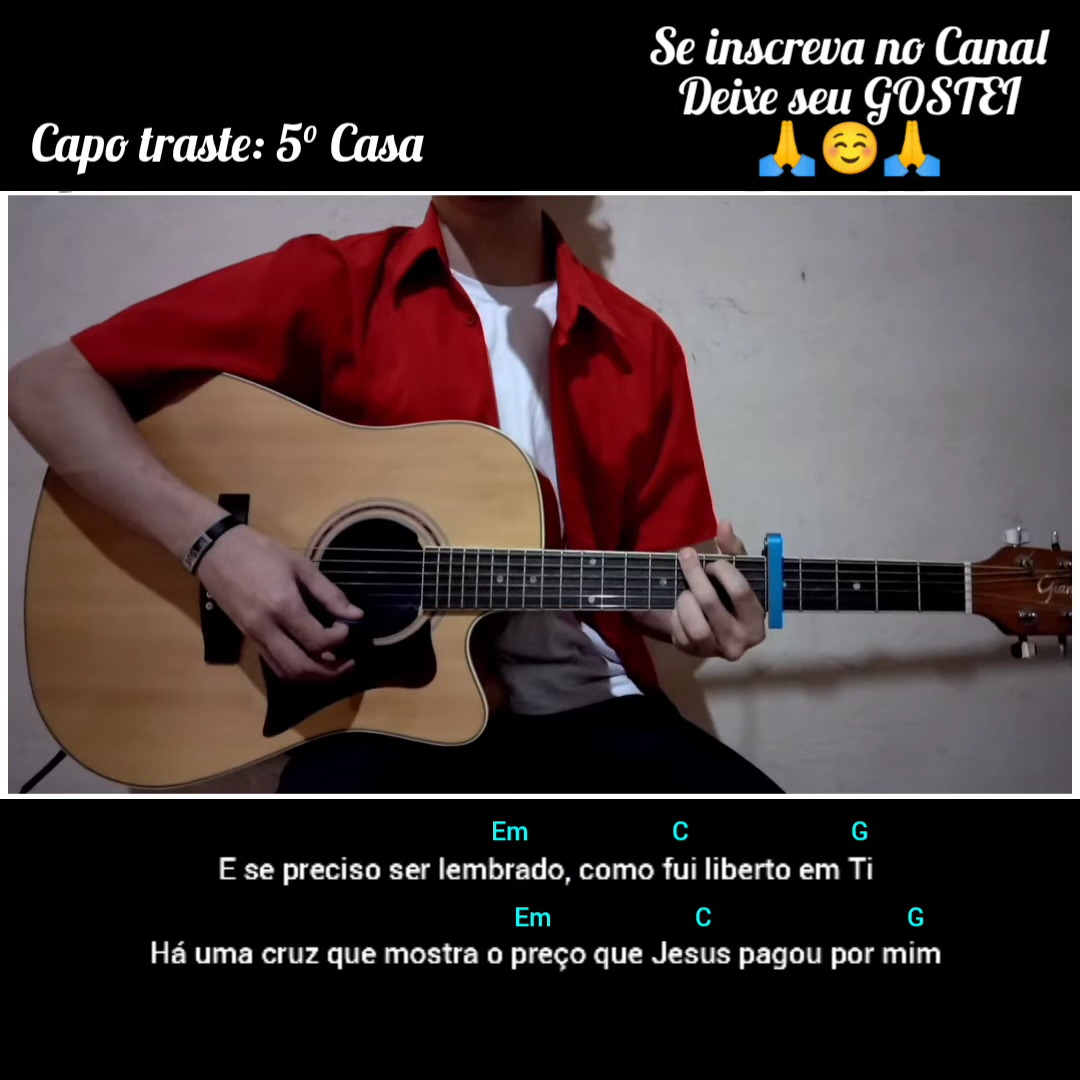 Se inscreva no Canal
Deixe seu GOSTEI
🙏☺️🙏
Capo traste: 5º Casa
Em C G
E se preciso ser lembrado, como fui liberto em Ti
Em C G
Há uma cruz que mostra o preço que Jesus pagou por mim